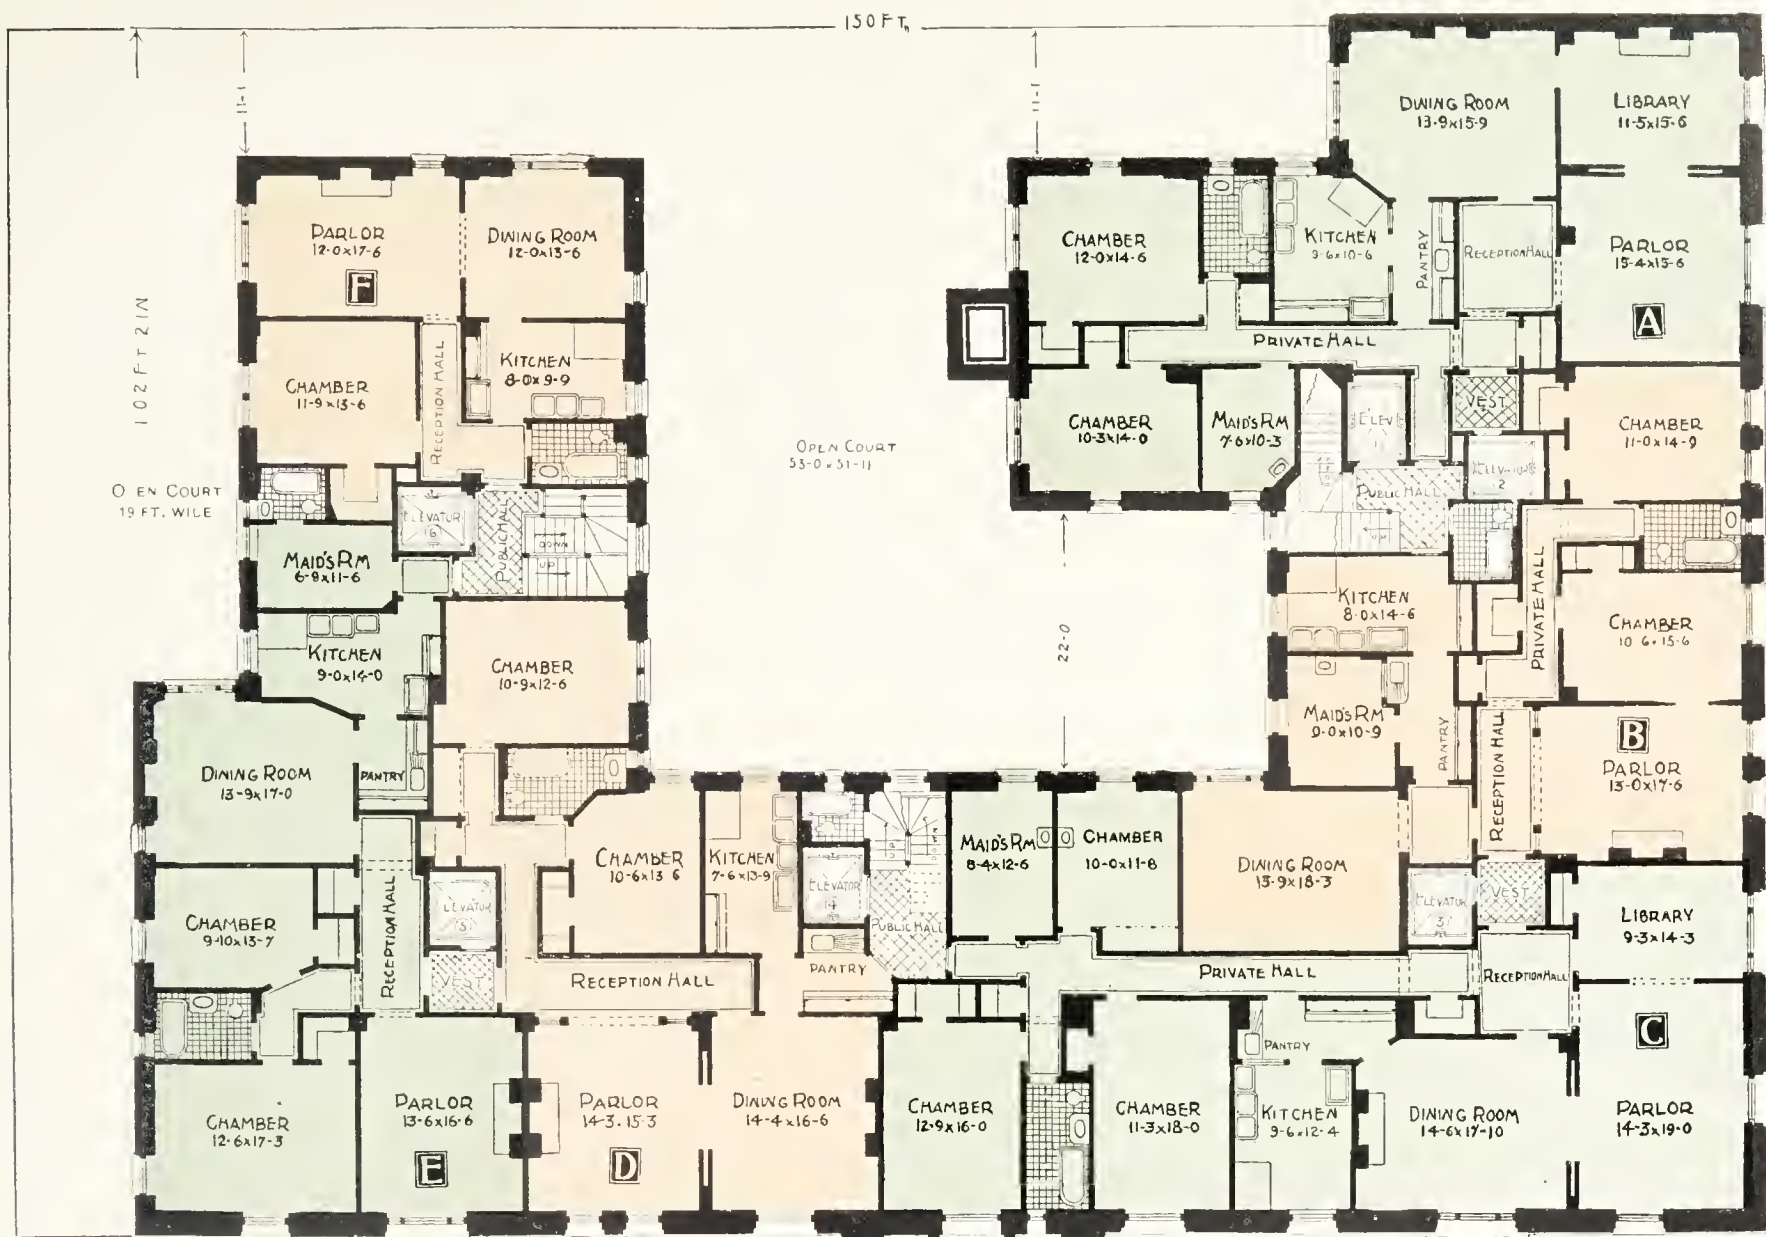 150 FT
11-1
11-1
102 FT 2 IN
DINING ROOM
13-9x15-9
LIBRARY
11-5x15-6
PARLOR
12-0x17-6
F
DINING ROOM
12-0x13-6
CHAMBER
12-0x14-6
KITCHEN
9-6x10-6
PANTRY
RECEPTION HALL
PARLOR
15-4x15-6
A
PRIVATE HALL
CHAMBER
11-9x13-6
RECEPTION HALL
KITCHEN
8-0x9-9
CHAMBER
10-3x14-0
MAID'S RM
7-6x10-3
ELEV
1
VEST
CHAMBER
11-0x14-9
OPEN COURT
53-0x51-11
O EN COURT
19 FT. WIDE
ELEVATOR
6
PUBLIC HALL
DOWN
UP
ELEVATOR
2
PUBLIC HALL
UP
MAID'S RM
6-9x11-6
KITCHEN
9-0x14-0
CHAMBER
10-9x12-6
22-0
KITCHEN
8-0x14-6
PRIVATE HALL
CHAMBER
10-6x15-6
MAID'S RM
9-0x10-9
PANTRY
RECEPTION HALL
B
PARLOR
13-0x17-6
DINING ROOM
13-9x17-0
PANTRY
CHAMBER
10-6x13-6
KITCHEN
7-6x13-9
UP
DOWN
MAID'S RM
8-4x12-6
CHAMBER
10-0x11-8
DINING ROOM
13-9x18-3
ELEVATOR
3
VEST
LIBRARY
9-3x14-3
CHAMBER
9-10x13-7
RECEPTION HALL
ELEVATOR
5
VEST
ELEVATOR
4
PUBLIC HALL
PANTRY
RECEPTION HALL
PRIVATE HALL
RECEPTION HALL
C
PANTRY
CHAMBER
12-6x17-3
PARLOR
13-6x16-6
E
PARLOR
14-3.15-3
D
DINING ROOM
14-4x16-6
CHAMBER
12-9x16-0
CHAMBER
11-3x18-0
KITCHEN
9-6x12-4
DINING ROOM
14-6x17-10
PARLOR
14-3x19-0